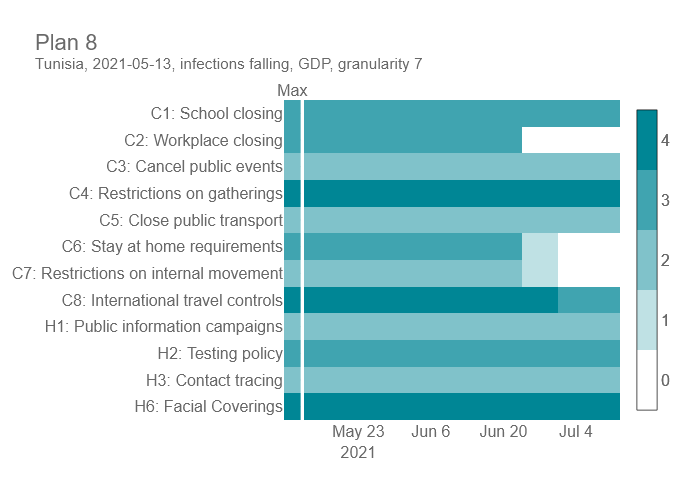 Plan 8
Tunisia, 2021-05-13, infections falling, GDP, granularity 7
Max
C1: School closing
C2: Workplace closing
C3: Cancel public events
C4: Restrictions on gatherings
C5: Close public transport
C6: Stay at home requirements
C7: Restrictions on internal movement
C8: International travel controls
H1: Public information campaigns
H2: Testing policy
H3: Contact tracing
H6: Facial Coverings
4
3
2
1
0
May 23 Jun 6 Jun 20 Jul 4
2021